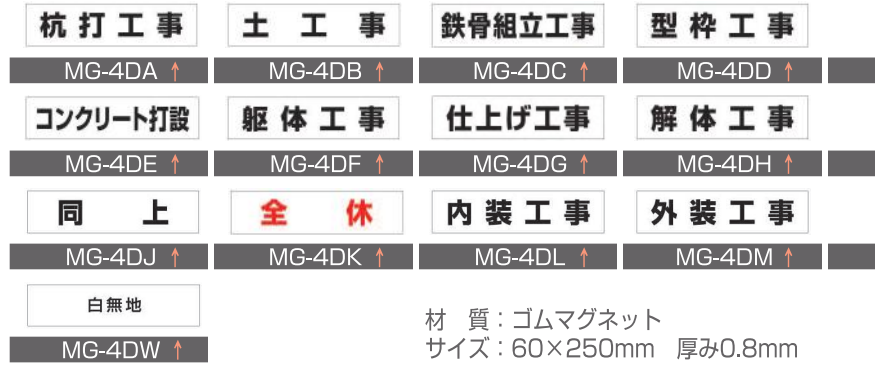 杭打工事 土工事 鉄骨組立工事 型枠工事
MG-4DA ↑ MG-4DB ↑ MG-4DC ↑ MG-4DD ↑
コンクリート打設 躯体工事 仕上げ工事 解体工事
MG-4DE ↑ MG-4DF ↑ MG-4DG ↑ MG-4DH ↑
同上 全休 内装工事 外装工事
MG-4DJ ↑ MG-4DK ↑ MG-4DL ↑ MG-4DM ↑
白無地
MG-4DW ↑
材 質：ゴムマグネット
サイズ：60×250mm 厚み0.8mm